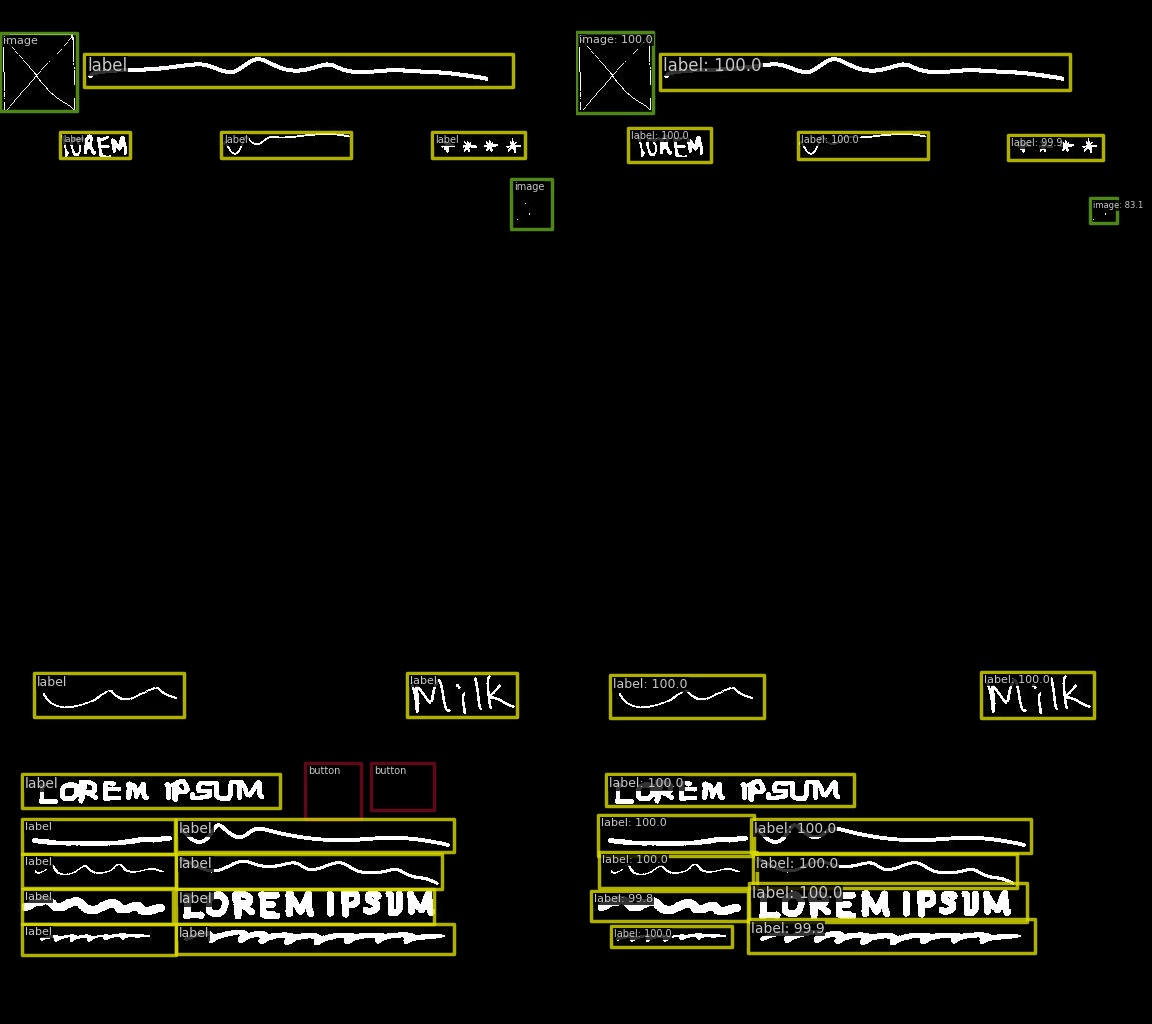 image
label
label LOREM
label
label * * * *
image
label
label Milk
label LOREM IPSUM
button
button
label
label
label
label
label
label LOREM IPSUM
label
label
image: 100.0
label: 100.0
label: 100.0 LOREM
label: 100.0
label: 99.9 * * * *
image: 83.1
label: 100.0
label: 100.0 Milk
label: 100.0 LOREM IPSUM
label: 100.0
label: 100.0
label: 100.0
label: 100.0
label: 99.8
label: 100.0 LOREM IPSUM
label: 100.0
label: 99.9